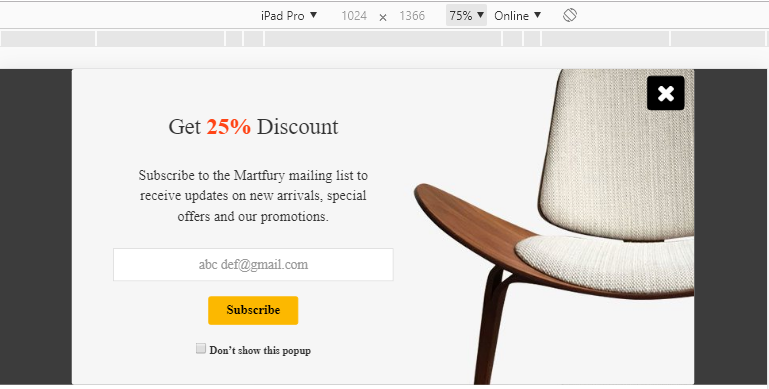 iPad Pro ▼ 1024 × 1366 75% ▼ Online ▼
Get 25% Discount
Subscribe to the Martfury mailing list to
receive updates on new arrivals, special
offers and our promotions.
abc def@gmail.com
Subscribe
Don't show this popup